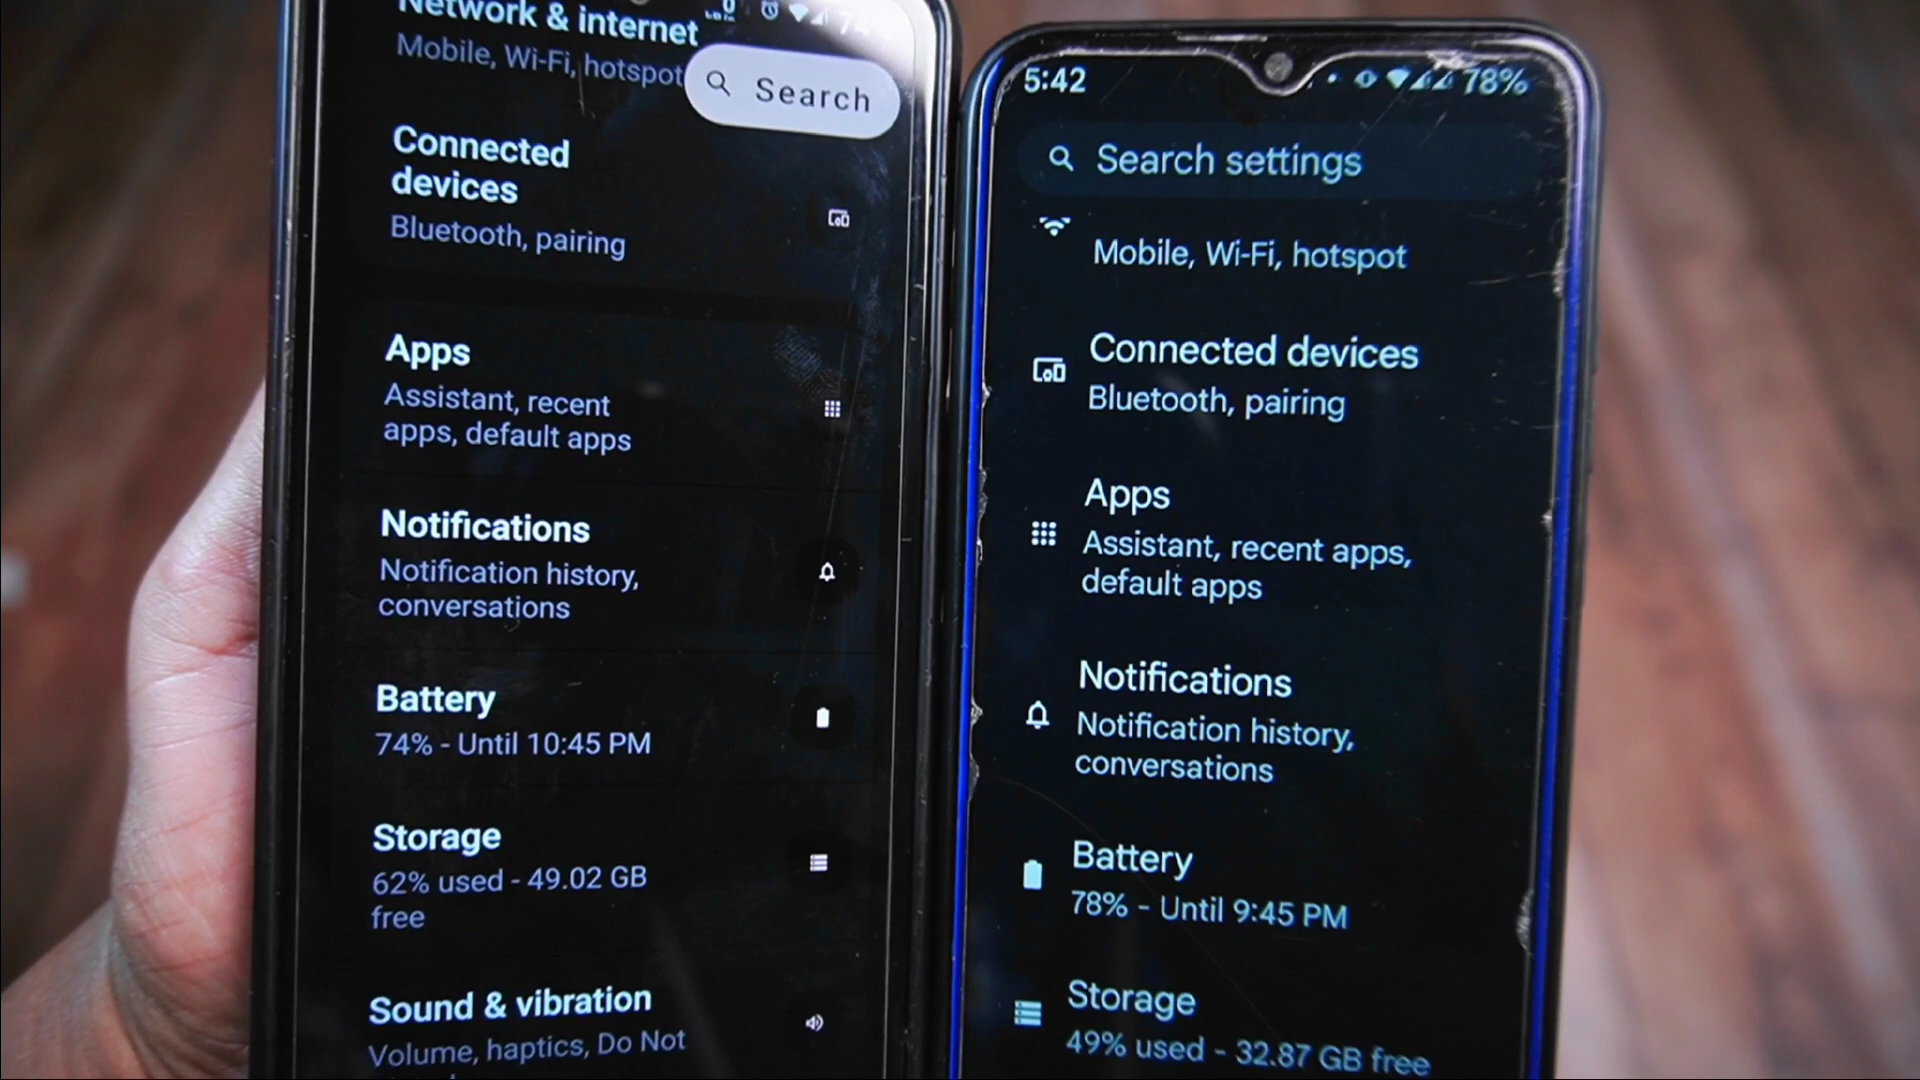 Network & internet
Mobile, Wi-Fi, hotspot
Search
Connected
devices
Bluetooth, pairing
Apps
Assistant, recent
apps, default apps
Notifications
Notification history,
conversations
Battery
74% - Until 10:45 PM
Storage
62% used - 49.02 GB
free
Sound & vibration
Volume, haptics, Do Not
5:42
78%
Search settings
Mobile, Wi-Fi, hotspot
Connected devices
Bluetooth, pairing
Apps
Assistant, recent apps,
default apps
Notifications
Notification history,
conversations
Battery
78% - Until 9:45 PM
Storage
49% used - 32.87 GB free